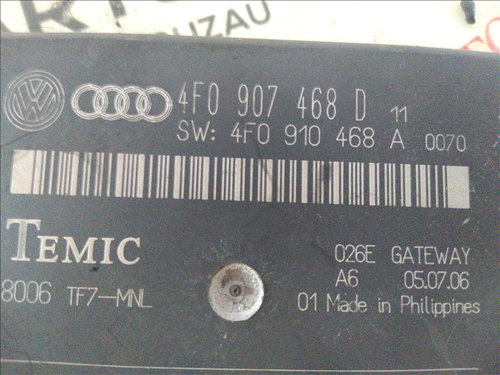 UZAU
4F0 907 468 D 11
SW: 4F0 910 468 A 0070
TEMIC
026E GATEWAY
A6 05.07.06
8006 TF7-MNL
01 Made in Philippines